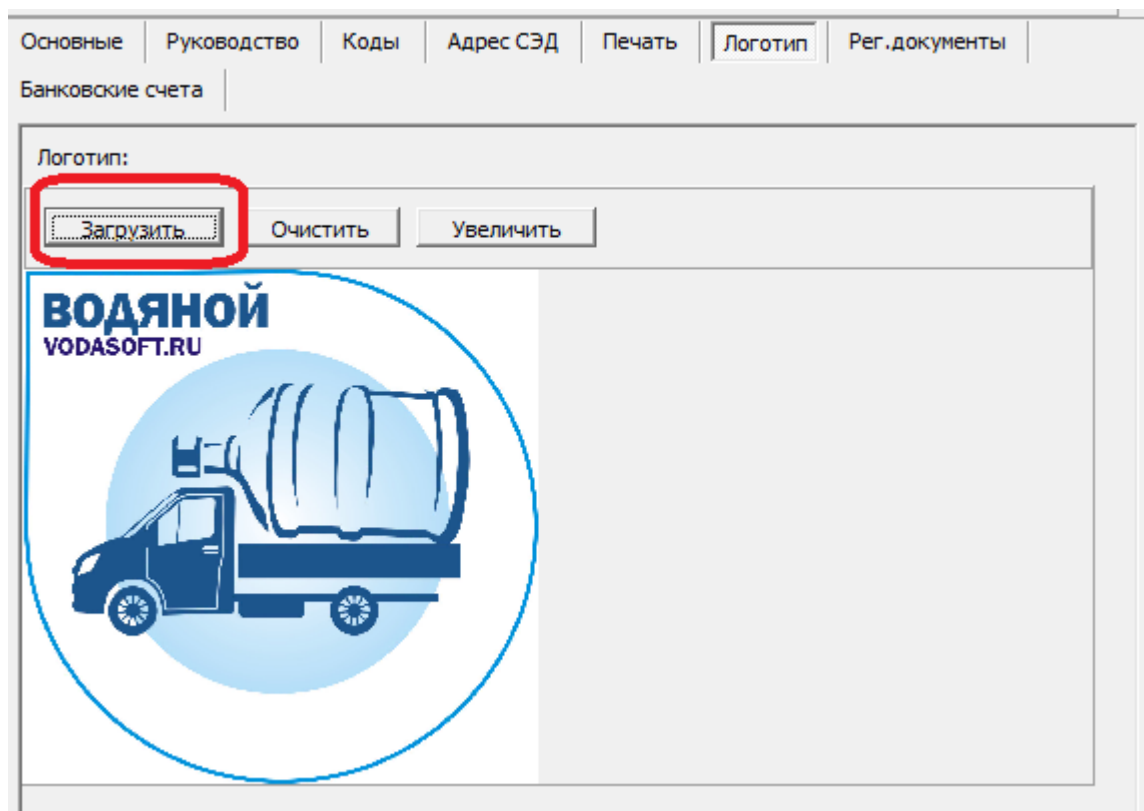 Основные Руководство Коды Адрес СЭД Печать Логотип Рег.документы
Банковские счета
Логотип:
Загрузить Очистить Увеличить
ВОДЯНОЙ
VODASOFT.RU